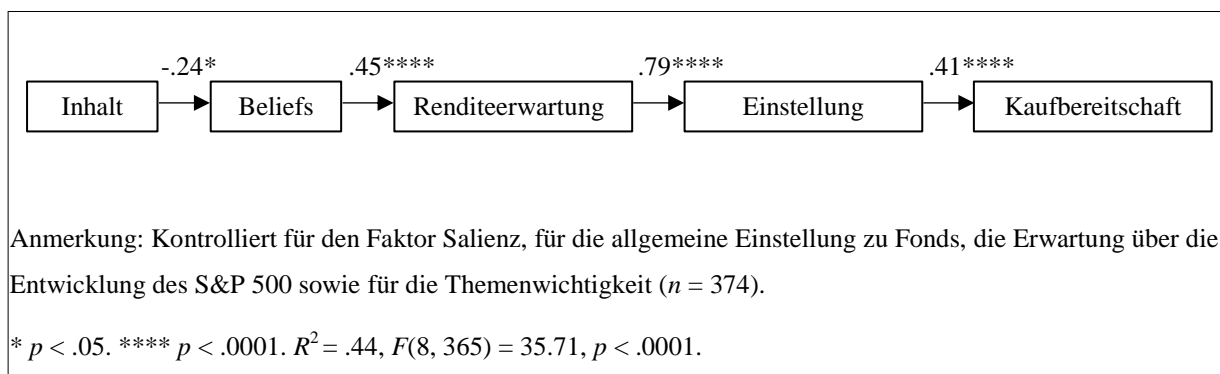 -.24* .45**** .79**** .41****
Inhalt Beliefs Renditeerwartung Einstellung Kaufbereitschaft
Anmerkung: Kontrolliert für den Faktor Salienz, für die allgemeine Einstellung zu Fonds, die Erwartung über die
Entwicklung des S&P 500 sowie für die Themenwichtigkeit (n = 374).
* p < .05. **** p < .0001. R² = .44, F(8, 365) = 35.71, p < .0001.